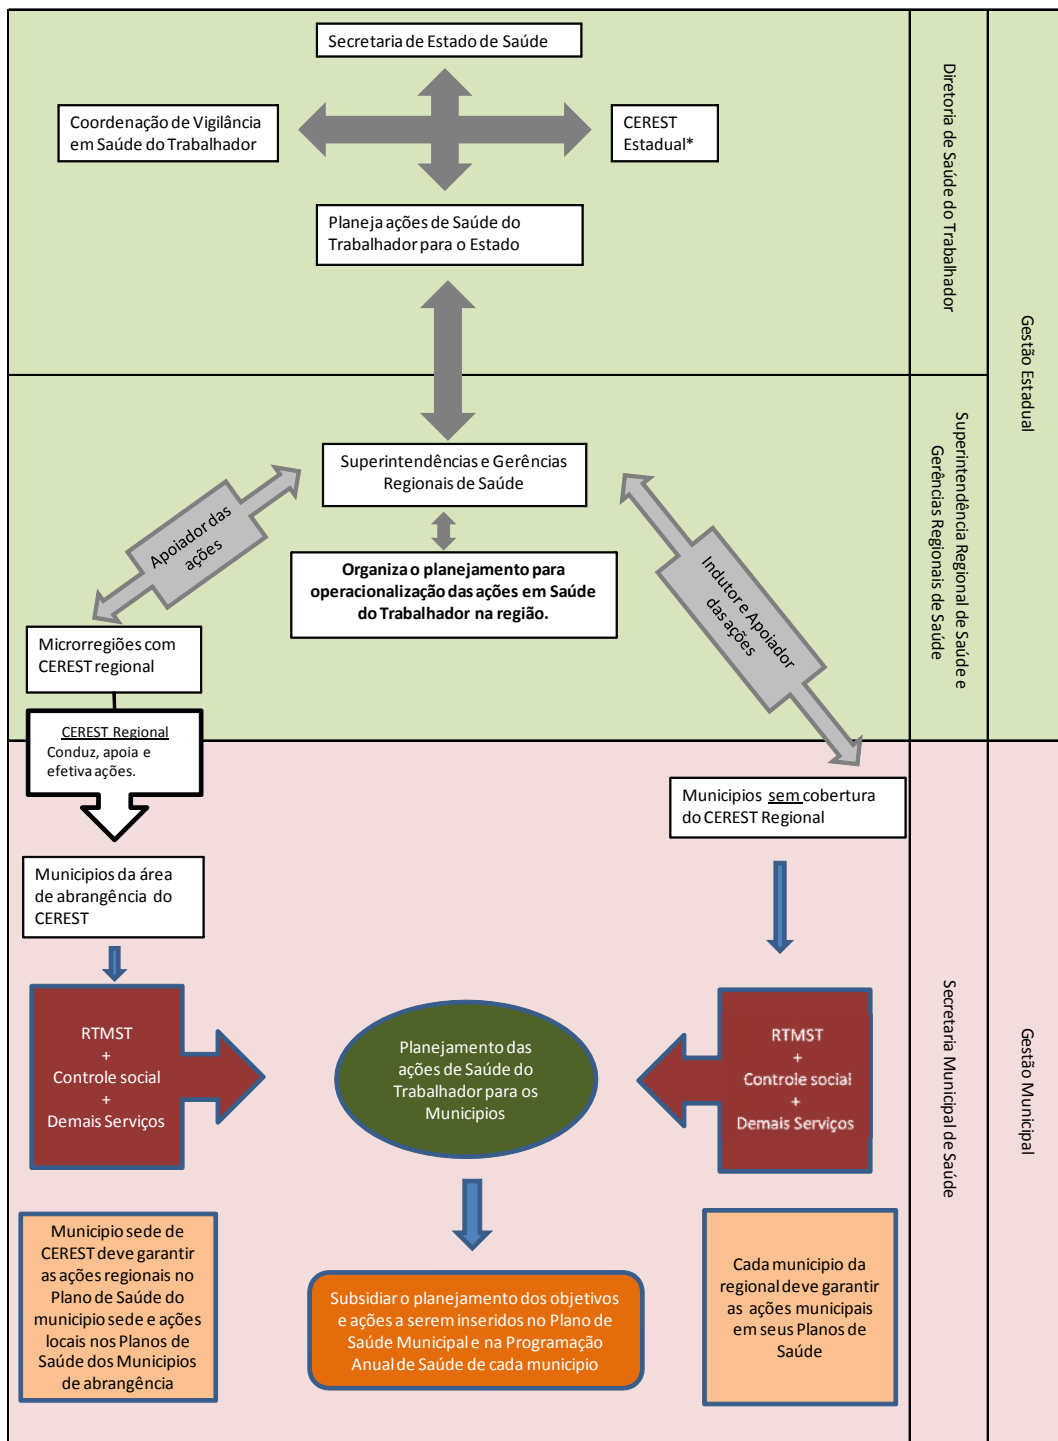 Secretaria de Estado de Saúde
Coordenação de Vigilância
em Saúde do Trabalhador
CEREST
Estadual*
Planeja ações de Saúde do
Trabalhador para o Estado
Diretoria de Saúde do Trabalhador
Gestão Estadual
Superintendências e Gerências
Regionais de Saúde
Apoiador das
ações
Organiza o planejamento para
operacionalização das ações em Saúde
do Trabalhador na região.
Indutor e Apoiador
das ações
Superintendência Regional de Saúde e
Gerências Regionais de Saúde
Microrregiões com
CEREST regional
CEREST Regional
Conduz, apoia e
efetiva ações.
Municipios sem cobertura
do CEREST Regional
Municipios da área
de abrangência do
CEREST
RTMST
+
Controle social
+
Demais Serviços
Planejamento das
ações de Saúde do
Trabalhador para os
Municipios
RTMST
+
Controle social
+
Demais Serviços
Secretaria Municipal de Saúde
Gestão Municipal
Municipio sede de
CEREST deve garantir
as ações regionais no
Plano de Saúde do
municipio sede e ações
locais nos Planos de
Saúde dos Municipios
de abrangência
Subsidiar o planejamento dos objetivos
e ações a serem inseridos no Plano de
Saúde Municipal e na Programação
Anual de Saúde de cada municipio
Cada municipio da
regional deve garantir
as ações municipais
em seus Planos de
Saúde